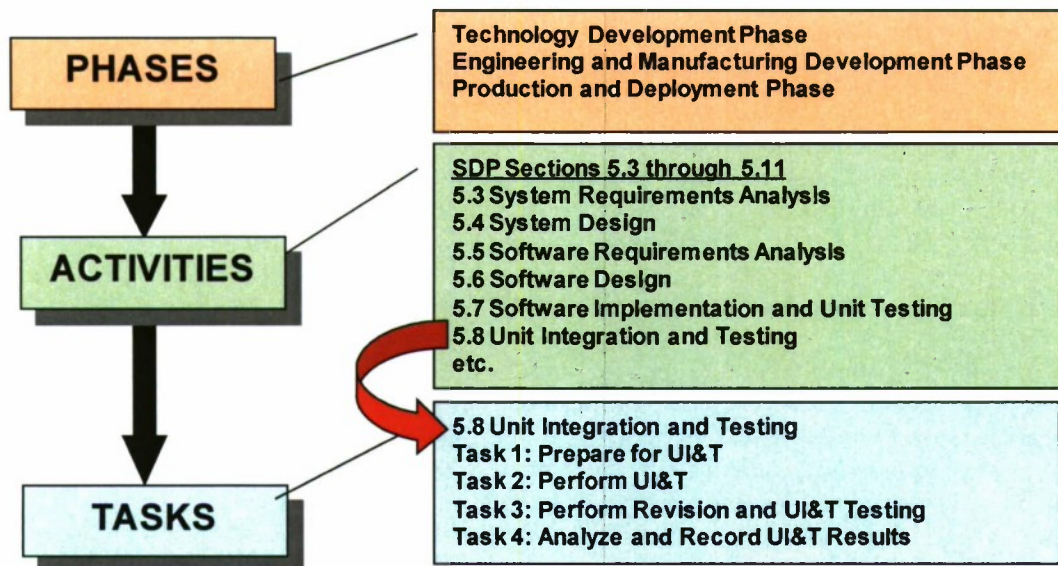 PHASES
Technology Development Phase
Engineering and Manufacturing Development Phase
Production and Deployment Phase
ACTIVITIES
SDP Sections 5.3 through 5.11
5.3 System Requirements Analysis
5.4 System Design
5.5 Software Requirements Analysis
5.6 Software Design
5.7 Software Implementation and Unit Testing
5.8 Unit Integration and Testing
etc.
TASKS
5.8 Unit Integration and Testing
Task 1: Prepare for UI&T
Task 2: Perform UI&T
Task 3: Perform Revision and UI&T Testing
Task 4: Analyze and Record UI&T Results